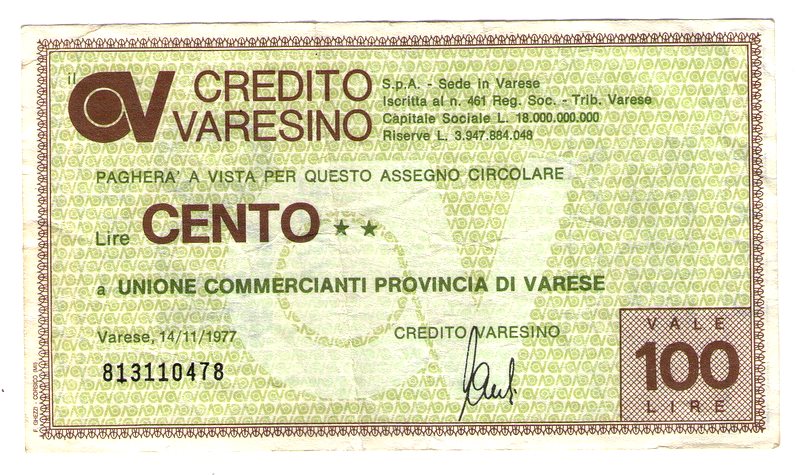 il CREDITO
VARESINO
S.p.A. - Sede in Varese
Iscritta al n. 461 Reg. Soc. - Trib. Varese
Capitale Sociale L. 18.000.000.000
Riserve L. 3.947.884.048
PAGHERA' A VISTA PER QUESTO ASSEGNO CIRCOLARE
Lire CENTO ★★
a UNIONE COMMERCIANTI PROVINCIA DI VARESE
Varese, 14/11/1977
CREDITO VARESINO
813110478
VALE
100
LIRE